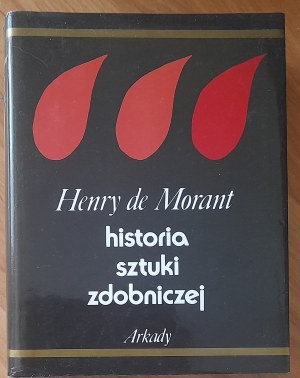 Henry de Morant
historia
sztuki
zdobniczej
Arkady